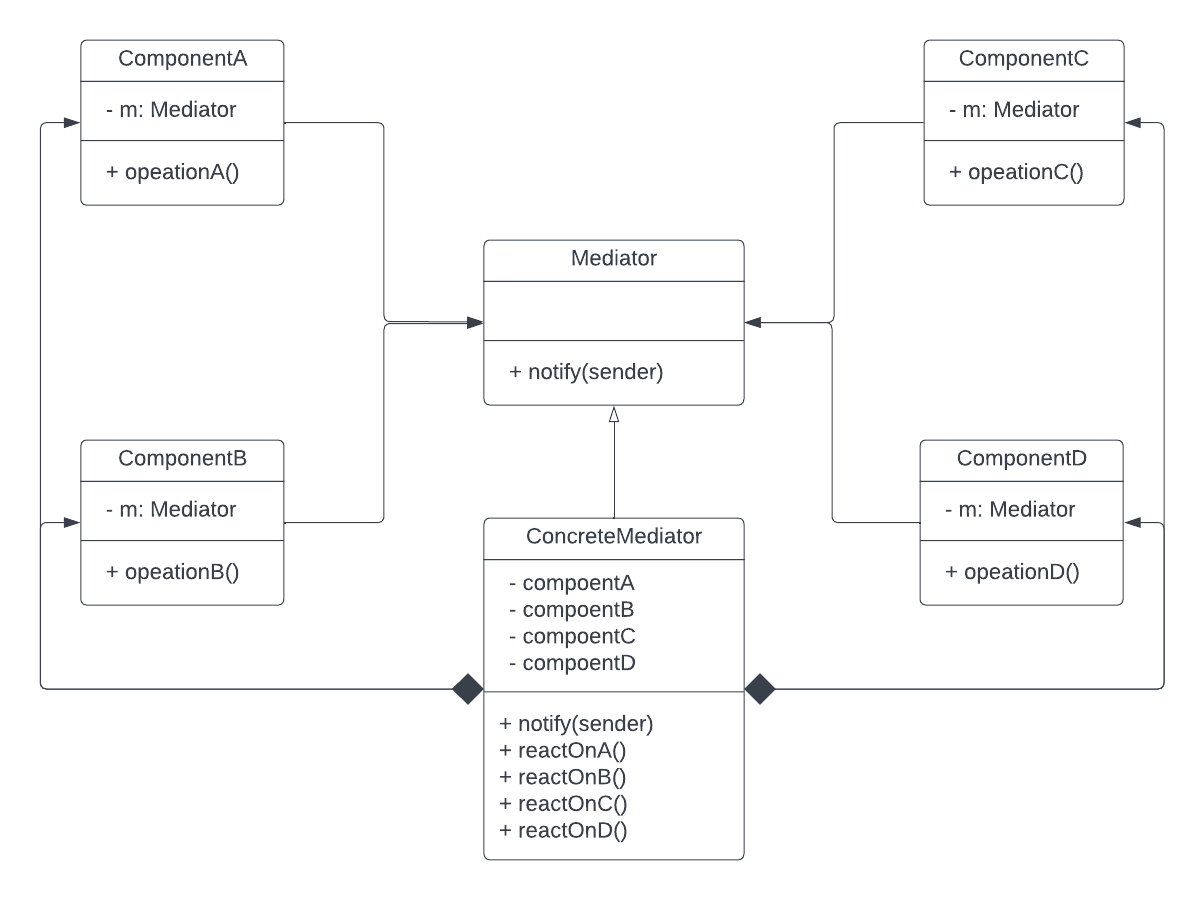 ComponentA
- m: Mediator
+ opeationA()
ComponentC
- m: Mediator
+ opeationC()
Mediator
+ notify(sender)
ComponentB
- m: Mediator
+ opeationB()
ComponentD
- m: Mediator
+ opeationD()
ConcreteMediator
- compoentA
- compoentB
- compoentC
- compoentD
+ notify(sender)
+ reactOnA()
+ reactOnB()
+ reactOnC()
+ reactOnD()